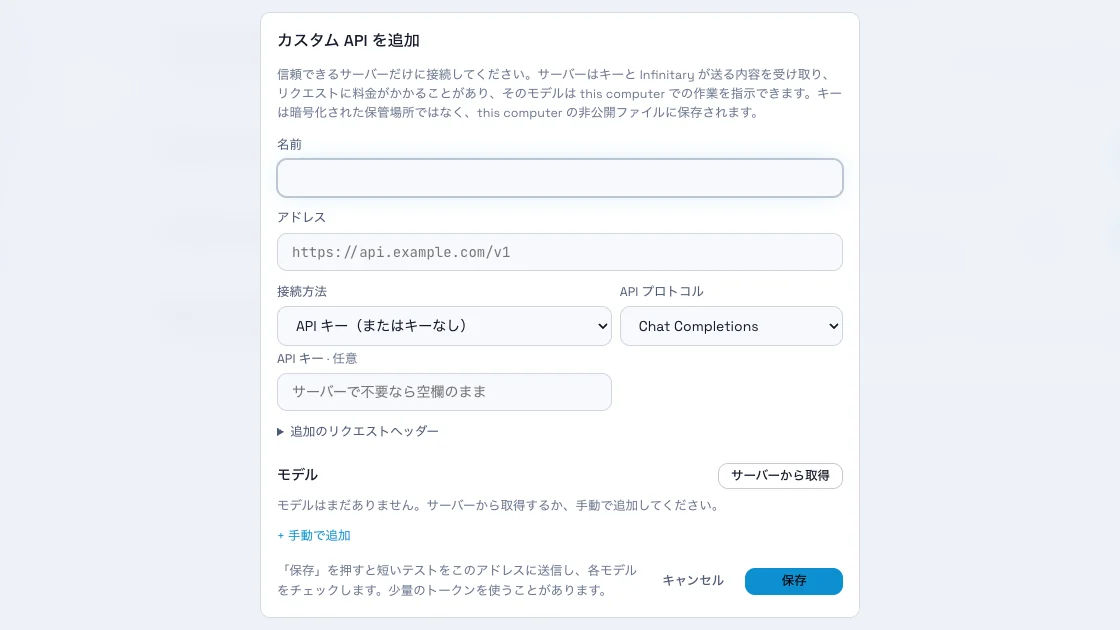 カスタム API を追加
信頼できるサーバーだけに接続してください。サーバーはキーと Infinitary が送る内容を受け取り、
リクエストに料金がかかることがあり、そのモデルは this computer での作業を指示できます。キー
は暗号化された保管場所ではなく、this computer の非公開ファイルに保存されます。
名前
アドレス
https://api.example.com/v1
接続方法
API プロトコル
API キー（またはキーなし）
Chat Completions
API キー · 任意
サーバーで不要なら空欄のまま
▶ 追加のリクエストヘッダー
モデル
サーバーから取得
モデルはまだありません。サーバーから取得するか、手動で追加してください。
+ 手動で追加
「保存」を押すと短いテストをこのアドレスに送信し、各モデル
をチェックします。少量のトークンを使うことがあります。
キャンセル
保存